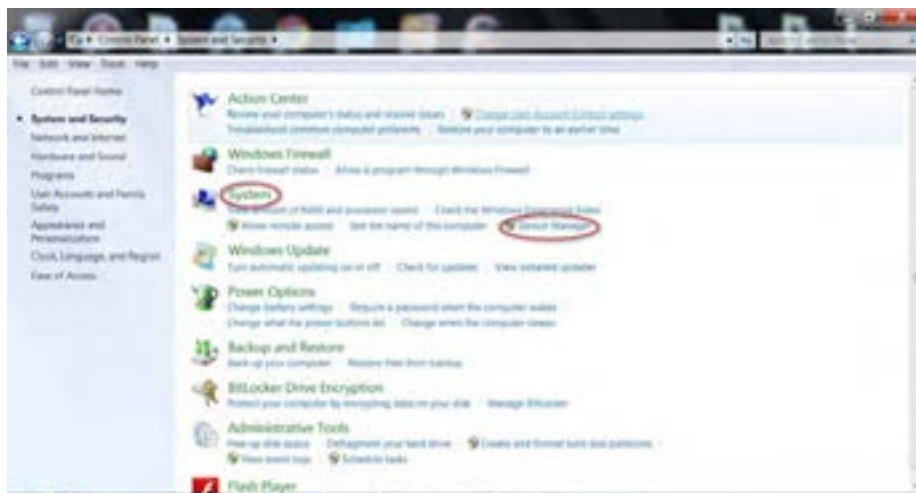 Control Panel ▸ System and Security ▸
File Edit View Tools Help
Control Panel Home
System and Security
Network and Internet
Hardware and Sound
Programs
User Accounts and Family
Safety
Appearance and
Personalization
Clock, Language, and Region
Ease of Access
Action Center
Review your computer's status and resolve issues Change User Account Control settings
Troubleshoot common computer problems Restore your computer to an earlier time
Windows Firewall
Check firewall status Allow a program through Windows Firewall
System
View amount of RAM and processor speed Check the Windows Experience Index
Allow remote access See the name of this computer Device Manager
Windows Update
Turn automatic updating on or off Check for updates View installed updates
Power Options
Change battery settings Require a password when the computer wakes
Change what the power buttons do Change when the computer sleeps
Backup and Restore
Back up your computer Restore files from backup
BitLocker Drive Encryption
Protect your computer by encrypting data on your disk Manage BitLocker
Administrative Tools
Free up disk space Defragment your hard drive Create and format hard disk partitions
View event logs Schedule tasks
Flash Player